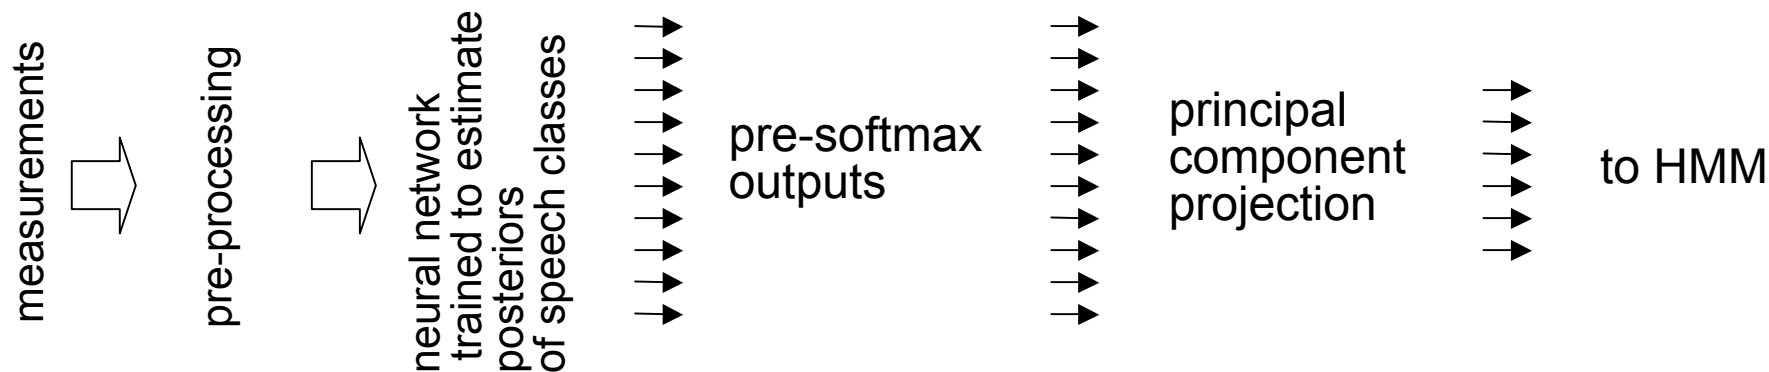 measurements
pre-processing
neural network
trained to estimate
posteriors
of speech classes
pre-softmax
outputs
principal
component
projection
to HMM